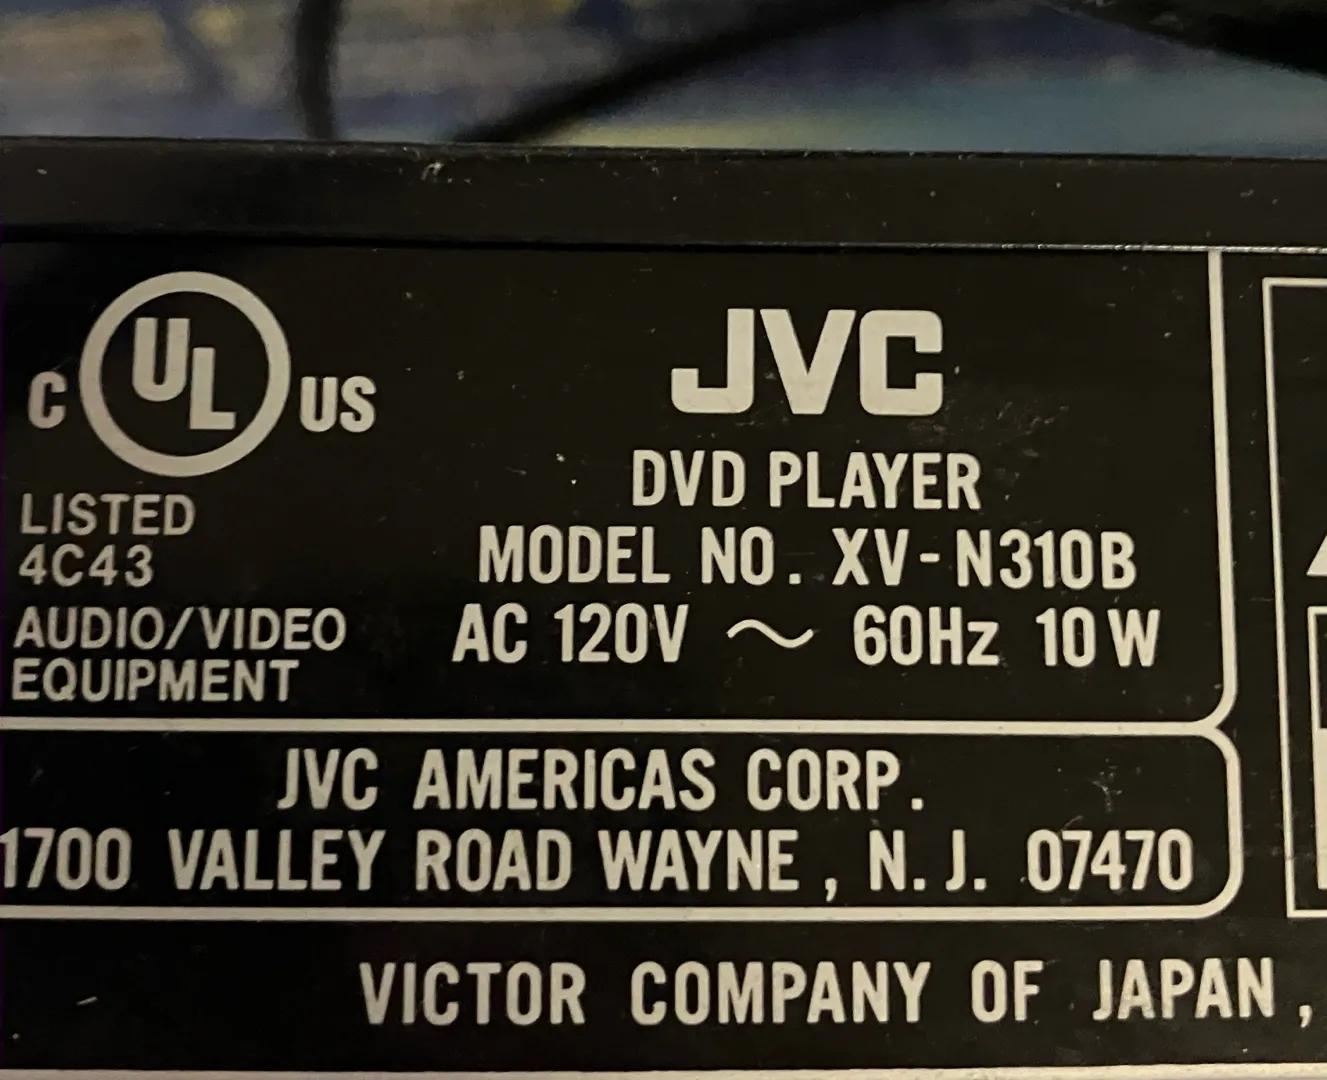 C UL US
LISTED
4C43
AUDIO/VIDEO
EQUIPMENT
JVC
DVD PLAYER
MODEL NO. XV-N310B
AC 120V ~ 60Hz 10W
JVC AMERICAS CORP.
1700 VALLEY ROAD WAYNE, N.J. 07470
VICTOR COMPANY OF JAPAN,